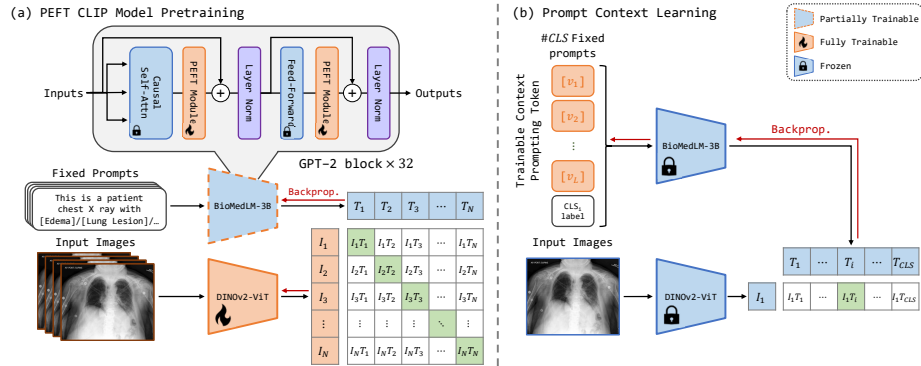 (a) PEFT CLIP Model Pretraining
Inputs
Causal
Self-Attn
PEFT Module
Layer Norm
Feed-Forward
PEFT Module
Layer Norm
Outputs
GPT-2 block × 32
Fixed Prompts
This is a patient
chest X ray with
[Edema]/[Lung Lesion]/…
BioMedLM-3B
Backprop.
T1 T2 T3 … TN
Input Images
DINOv2-ViT
I1 I1T1 I1T2 I1T3 … I1TN
I2 I2T1 I2T2 I2T3 … I2TN
I3 I3T1 I3T2 I3T3 … I3TN
⋮ ⋮ ⋮ ⋮ ⋱ ⋮
IN INT1 INT2 INT3 … INTN
(b) Prompt Context Learning
Partially Trainable
Fully Trainable
Frozen
#CLS Fixed
prompts
Trainable Context
Prompting Token
[v1]
[v2]
⋮
[vL]
CLSi
label
BioMedLM-3B
Backprop.
Input Images
DINOv2-ViT
T1 … Ti … TCLS
I1 I1T1 … I1Ti … I1TCLS